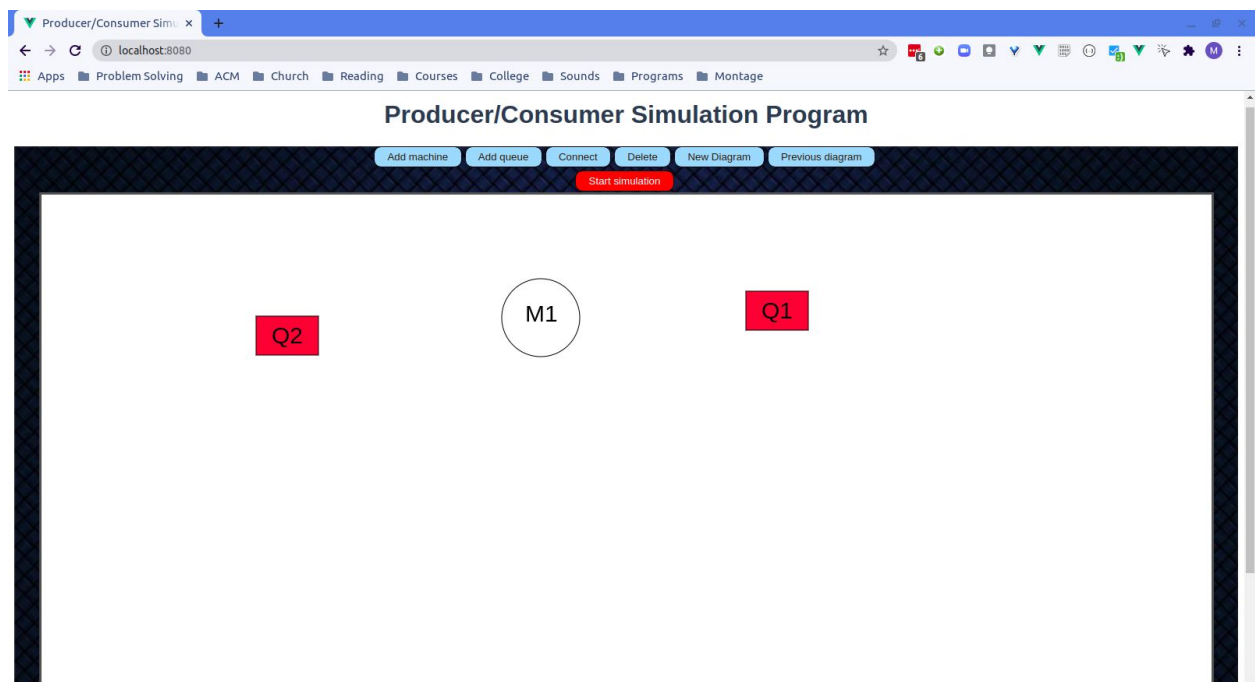 Producer/Consumer Simu
localhost:8080
6
M
Apps Problem Solving ACM Church Reading Courses College Sounds Programs Montage
Producer/Consumer Simulation Program
Add machine Add queue Connect Delete New Diagram Previous diagram
Start simulation
M1
Q1
Q2